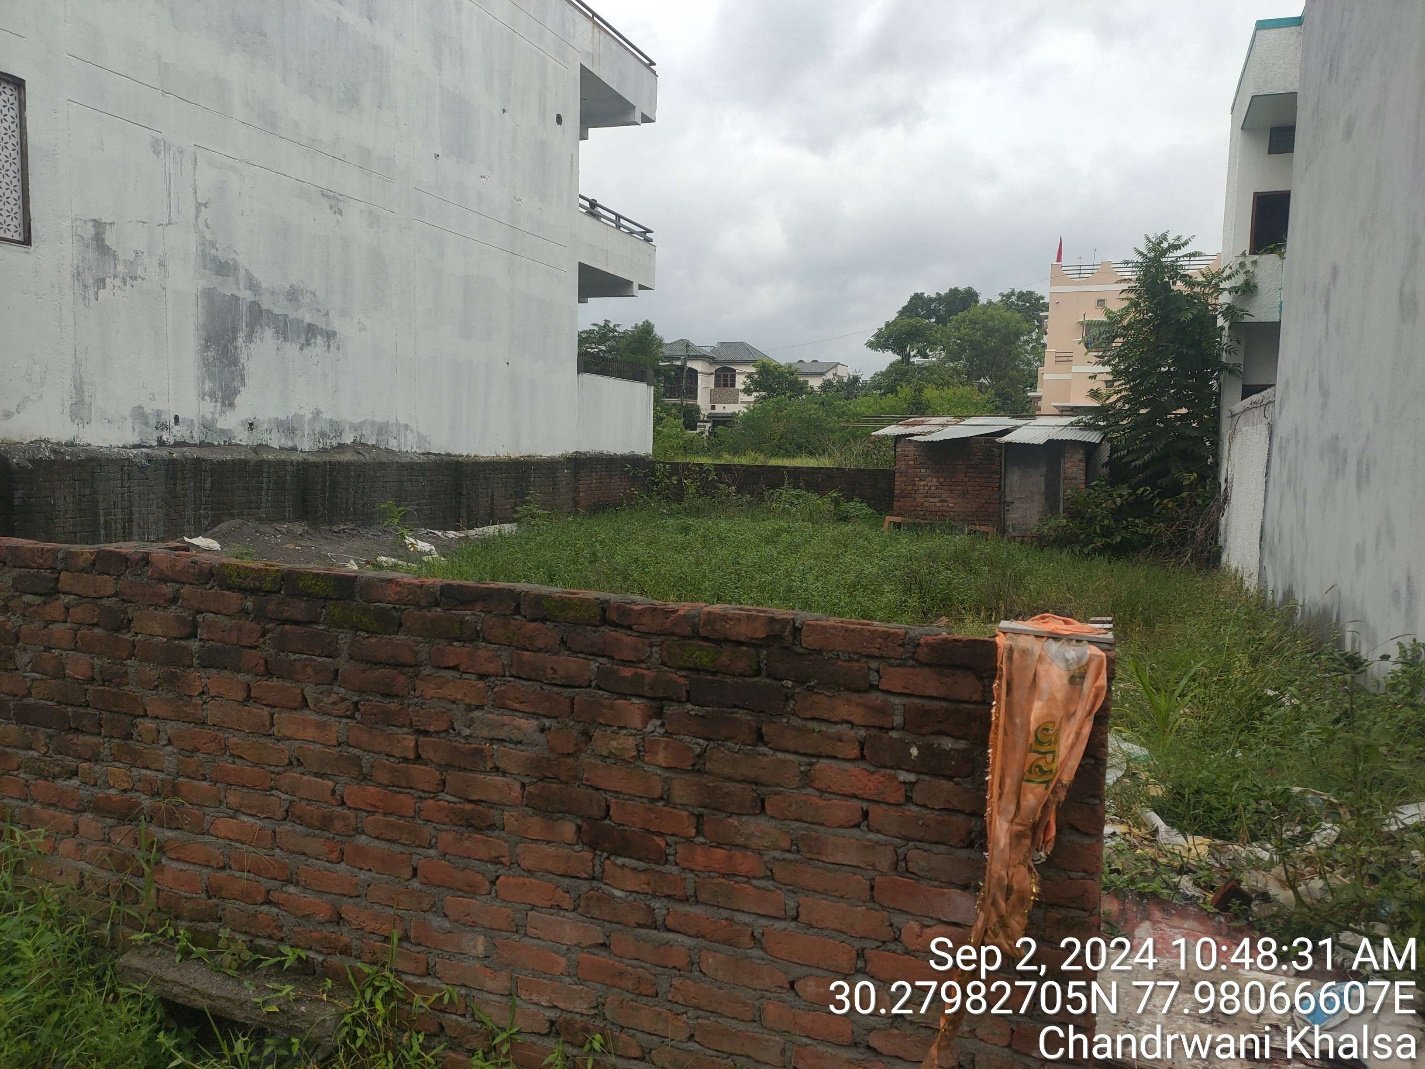 Sep 2, 2024 10:48:31 AM
30.27982705N 77.98066607E
Chandrwani Khalsa